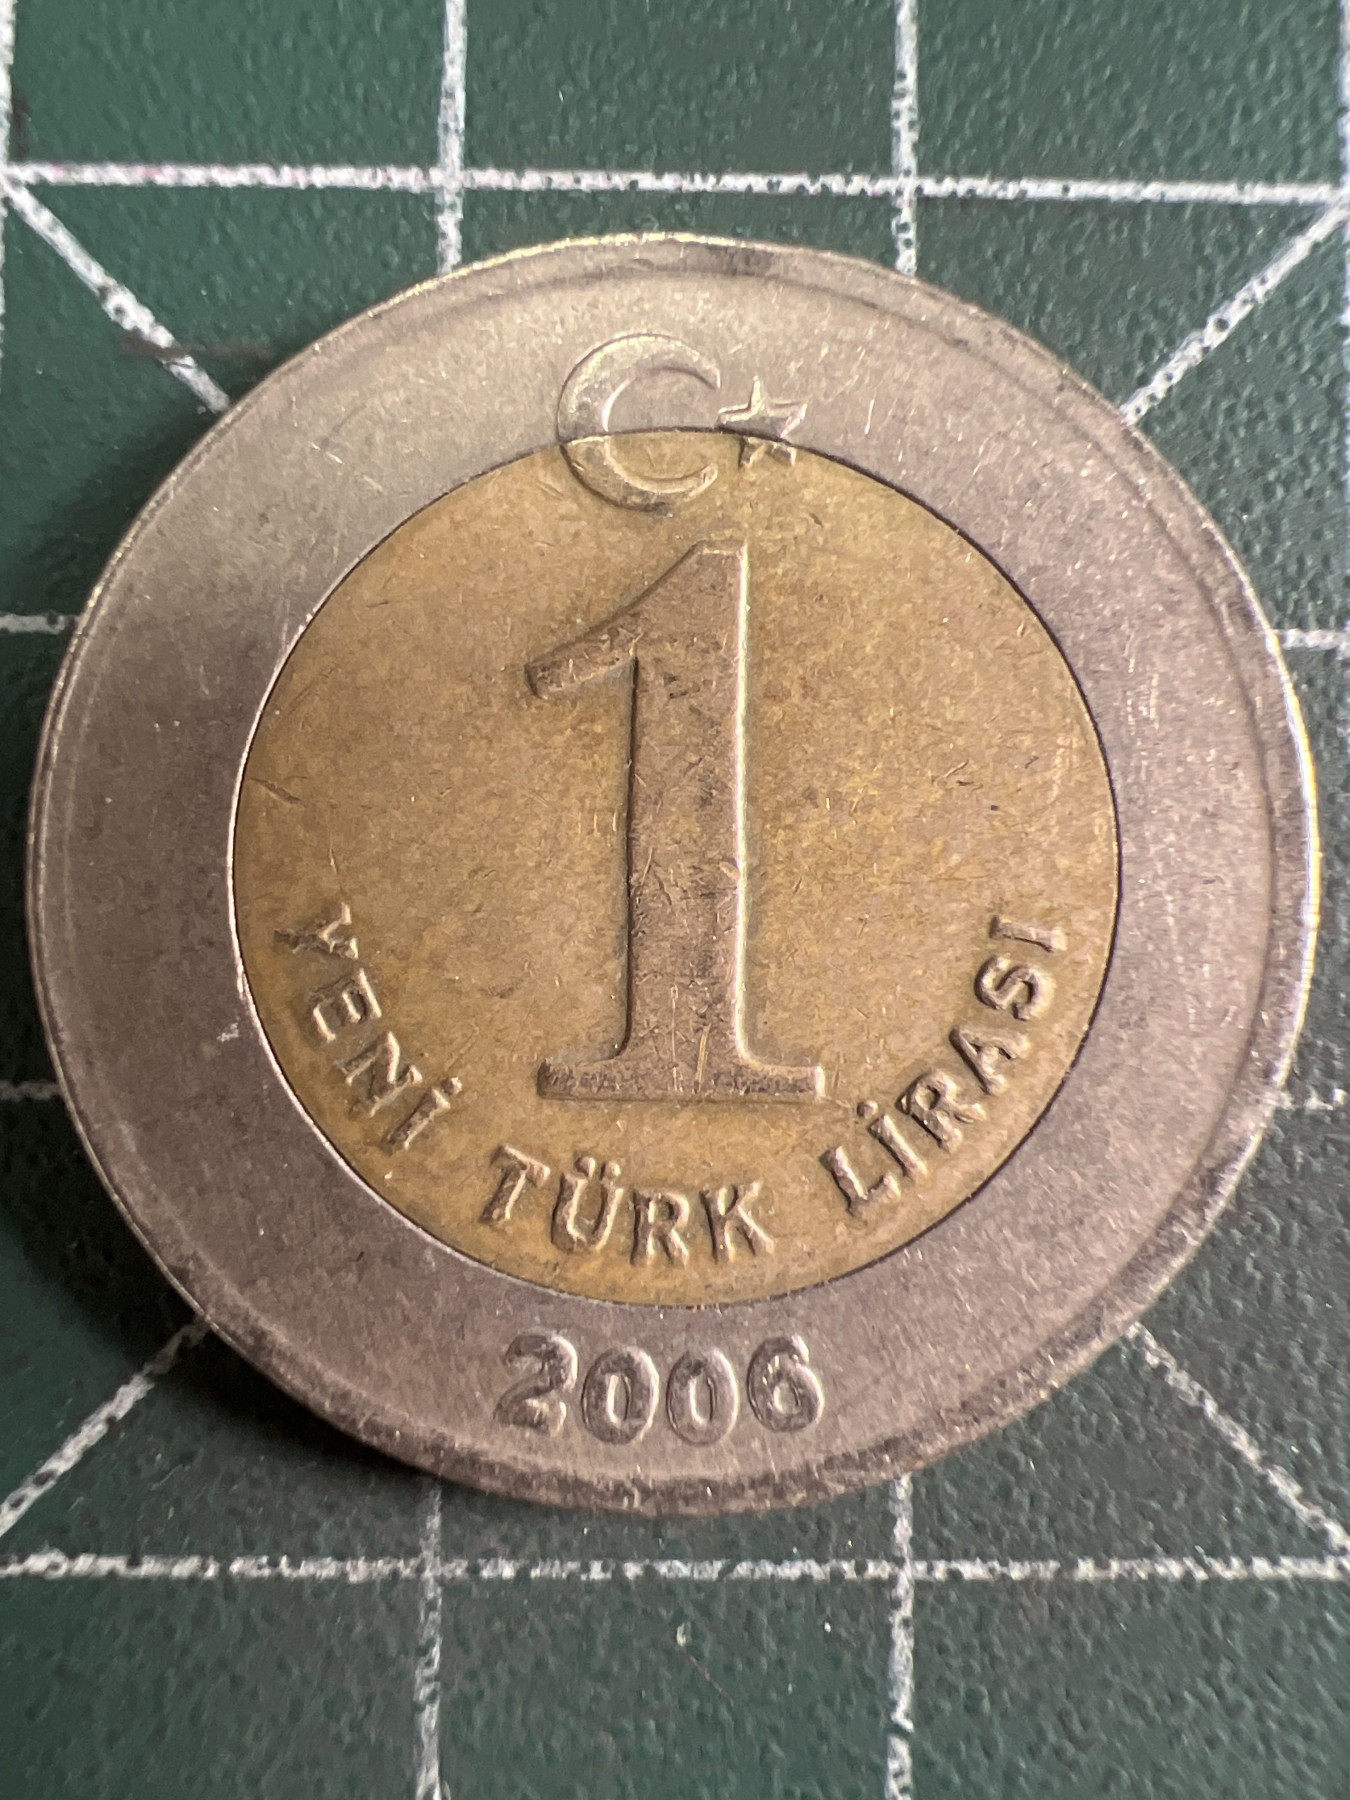 1
YENİ TÜRK LİRASI
2006